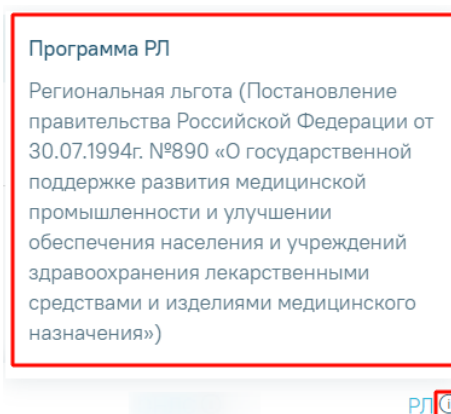 Программа РЛ
Региональная льгота (Постановление
правительства Российской Федерации от
30.07.1994г. №890 «О государственной
поддержке развития медицинской
промышленности и улучшении
обеспечения населения и учреждений
здравоохранения лекарственными
средствами и изделиями медицинского
назначения»)
РЛ